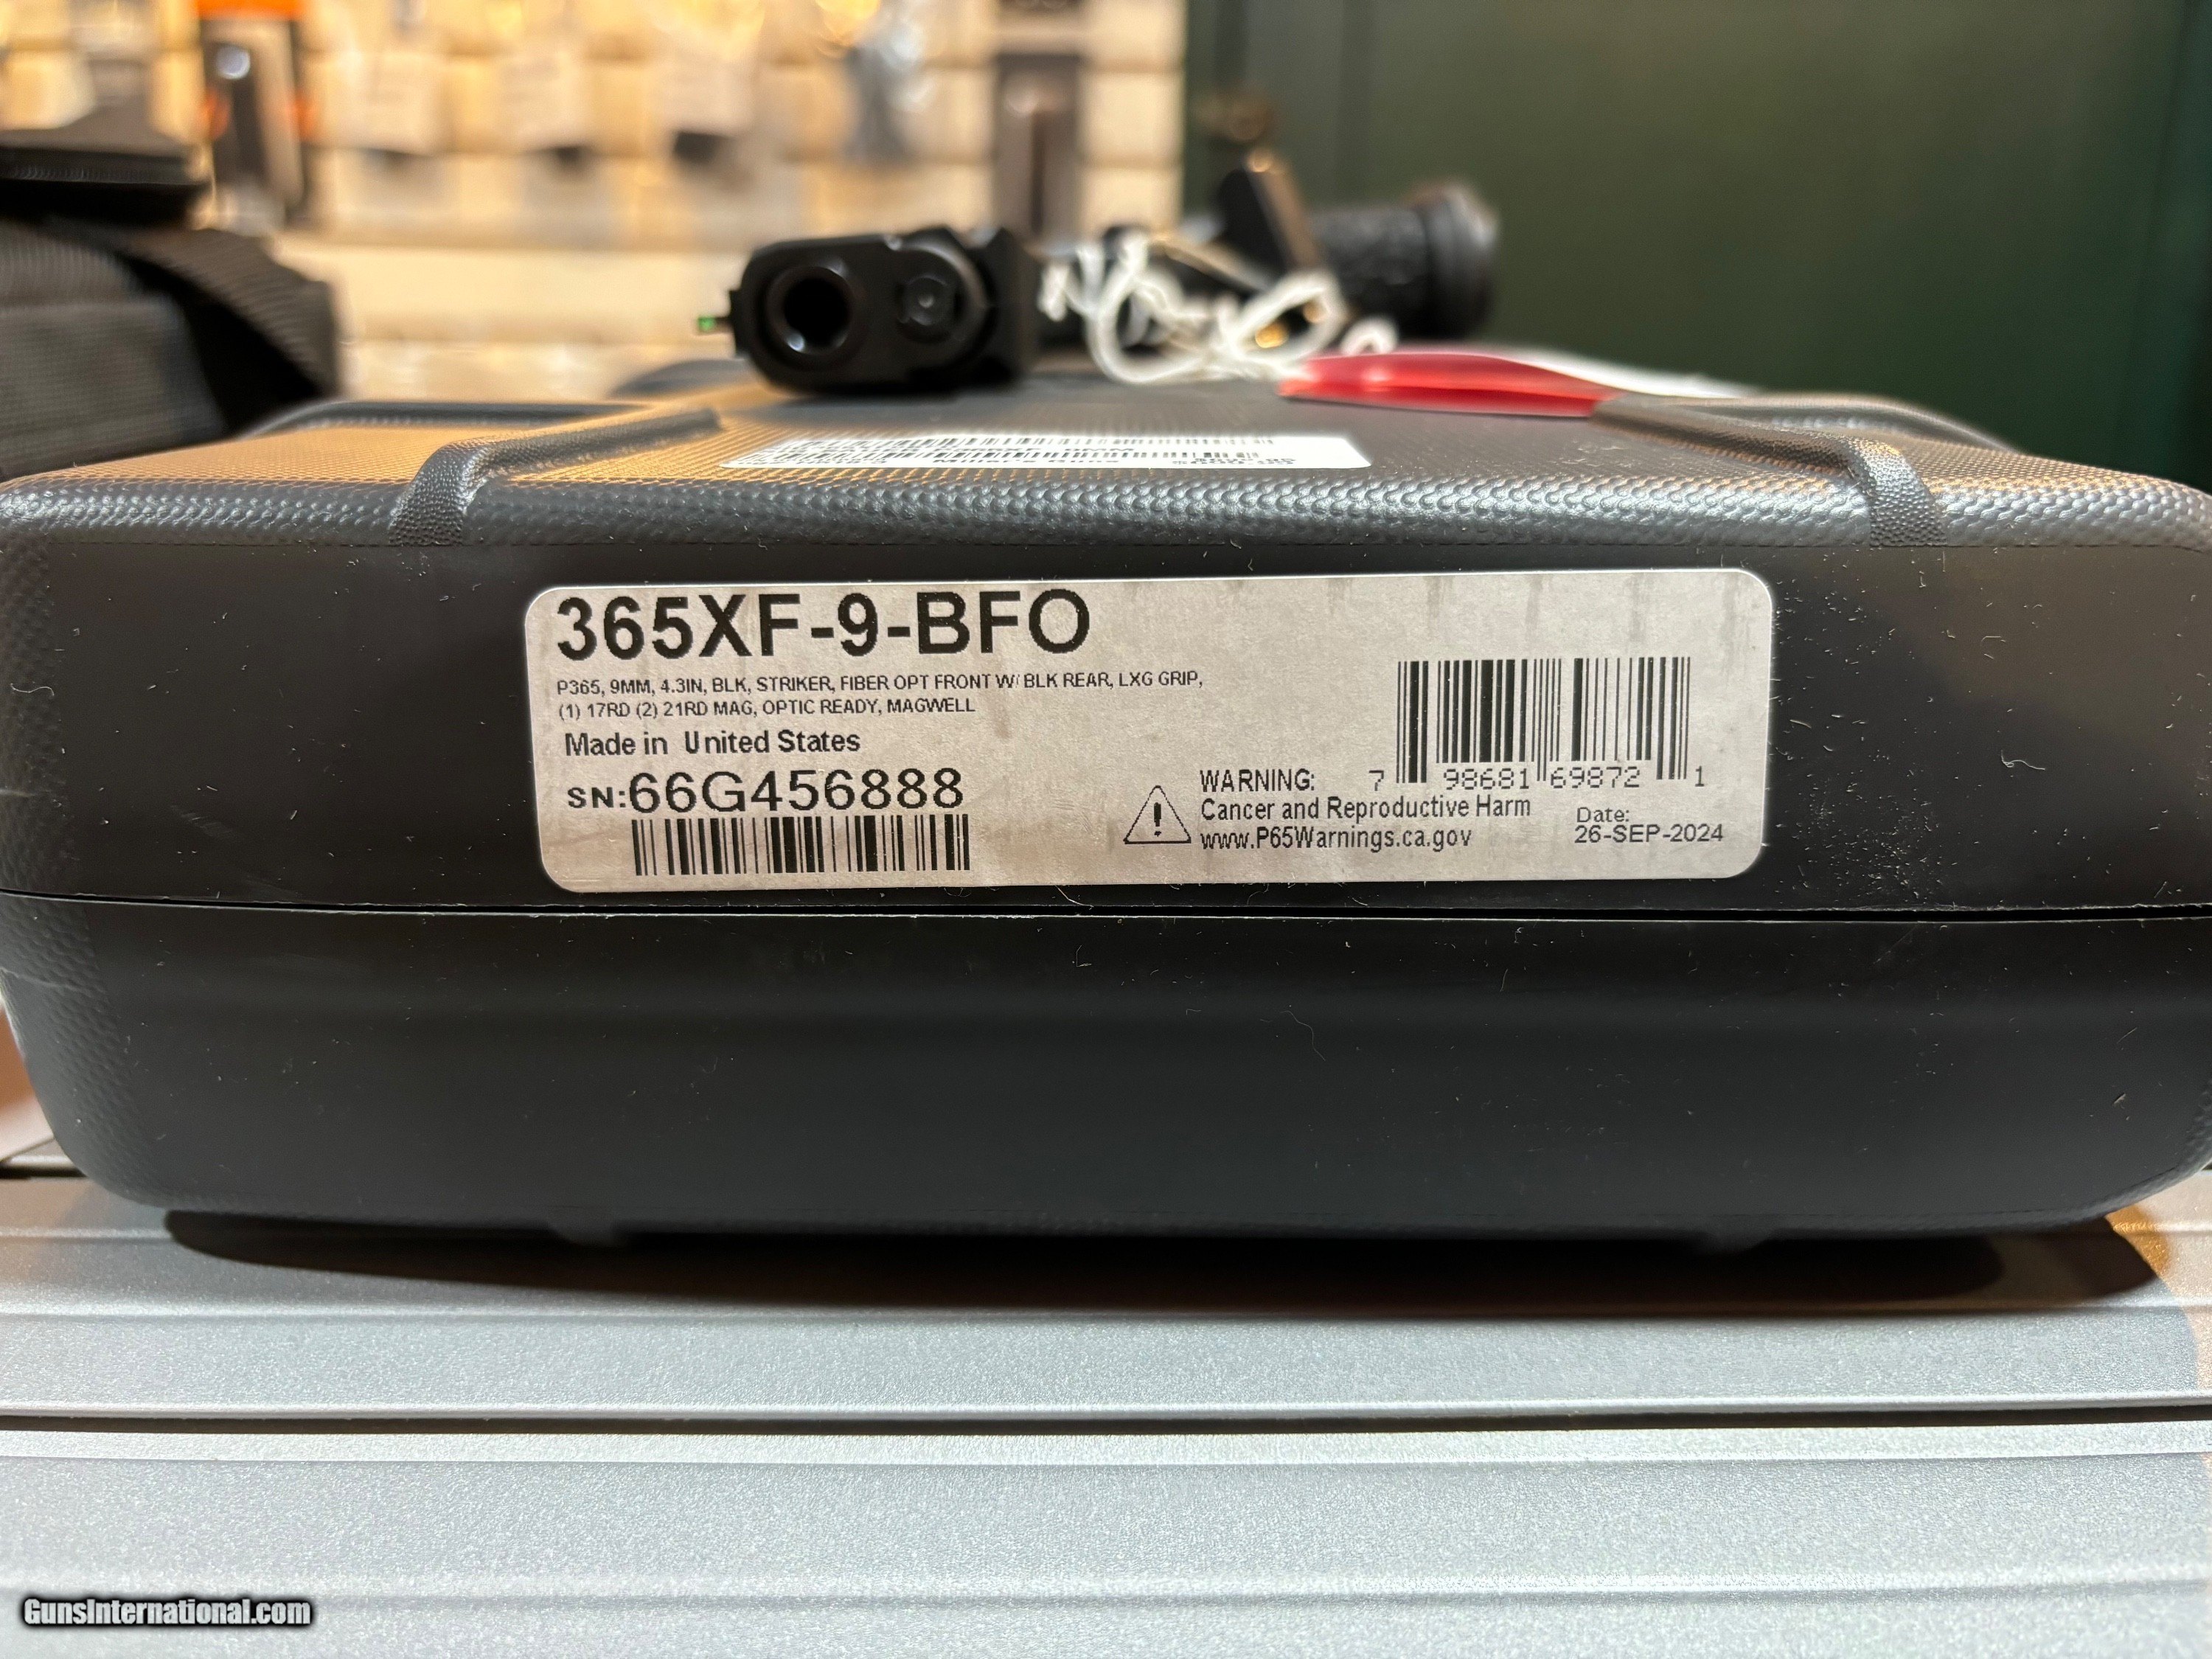 365XF-9-BFO
P365, 9MM, 4.3IN, BLK, STRIKER, FIBER OPT FRONT W/ BLK REAR, LXG GRIP,
(1) 17RD (2) 21RD MAG, OPTIC READY, MAGWELL
Made in United States
SN:66G456888
WARNING:
Cancer and Reproductive Harm
www.P65Warnings.ca.gov
7 98681 69872 1
Date:
26-SEP-2024
GunsInternational.com